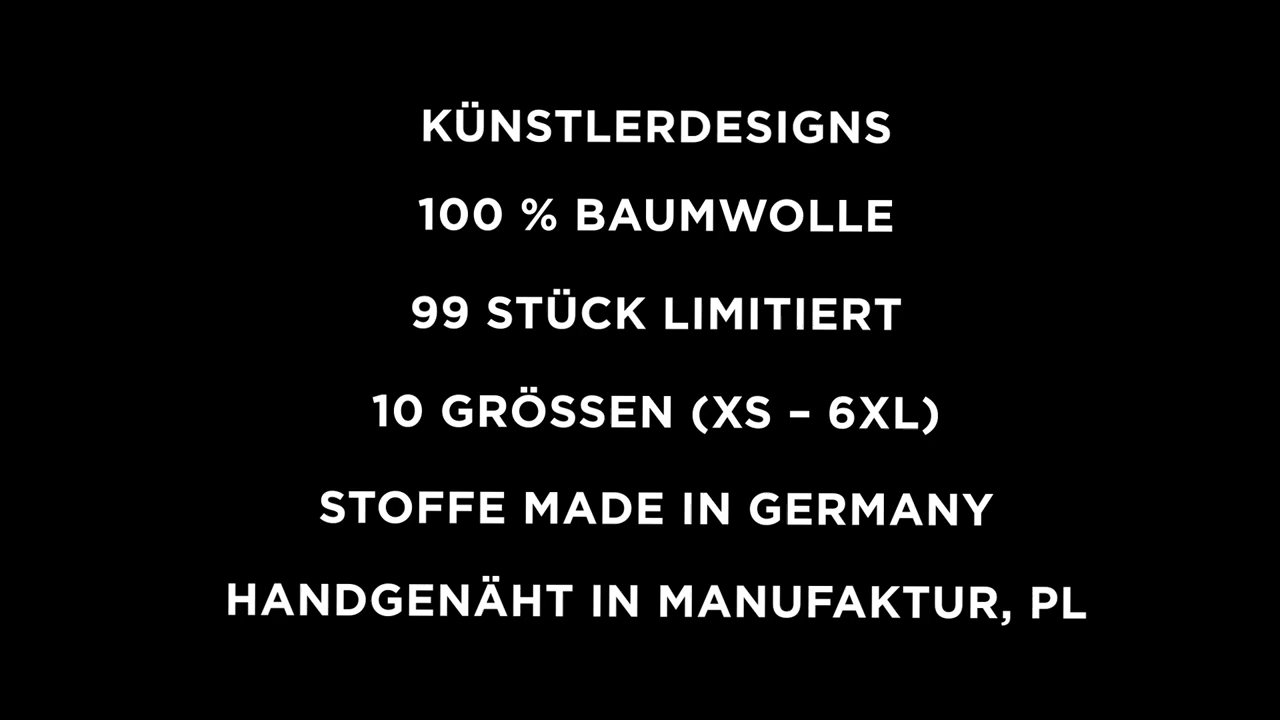 KÜNSTLERDESIGNS
100 % BAUMWOLLE
99 STÜCK LIMITIERT
10 GRÖSSEN (XS – 6XL)
STOFFE MADE IN GERMANY
HANDGENÄHT IN MANUFAKTUR, PL